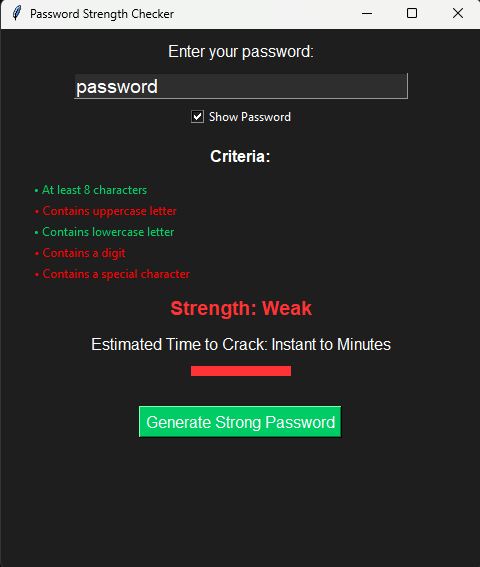 Password Strength Checker
Enter your password:
password
Show Password
Criteria:
• At least 8 characters
• Contains uppercase letter
• Contains lowercase letter
• Contains a digit
• Contains a special character
Strength: Weak
Estimated Time to Crack: Instant to Minutes
Generate Strong Password